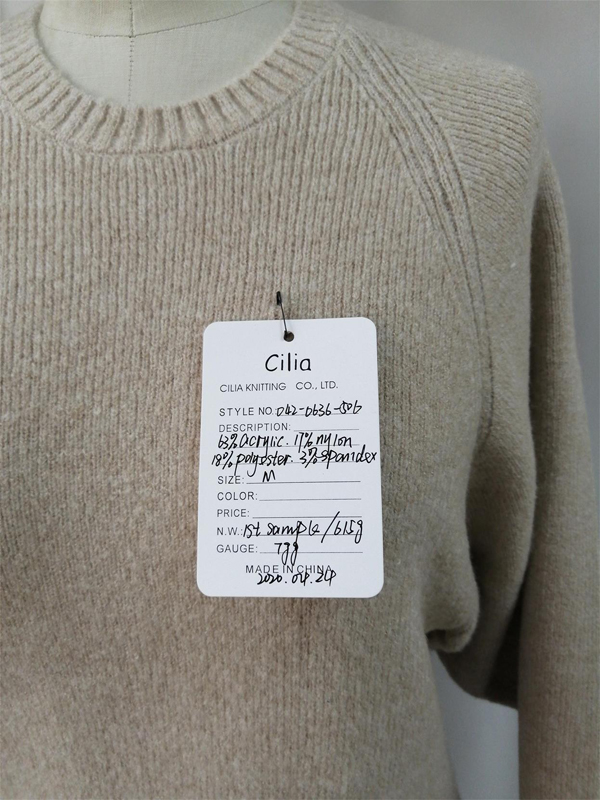 Cilia
CILIA KNITTING CO., LTD.
STYLE NO. 042-0636-506
DESCRIPTION:
63% acrylic. 17% nylon
18% polyester. 3% spandex
SIZE: M
COLOR:
PRICE:
N.W.: 1st sample/615g
GAUGE: 7gg
MADE IN CHINA
2020.04.24